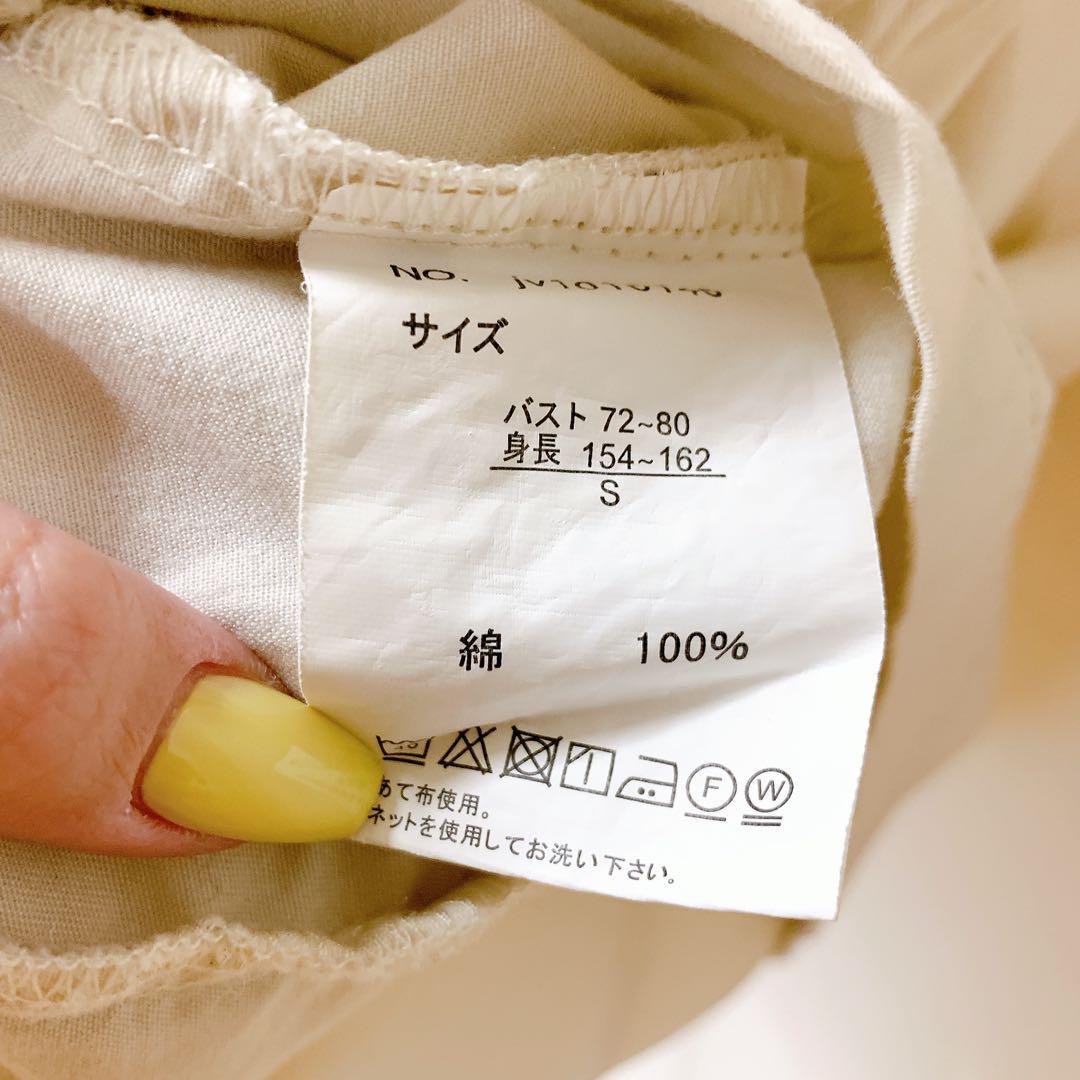 NO.
サイズ
バスト 72~80
身長 154~162
S
綿 100%
F W
あて布使用。
ネットを使用してお洗い下さい。